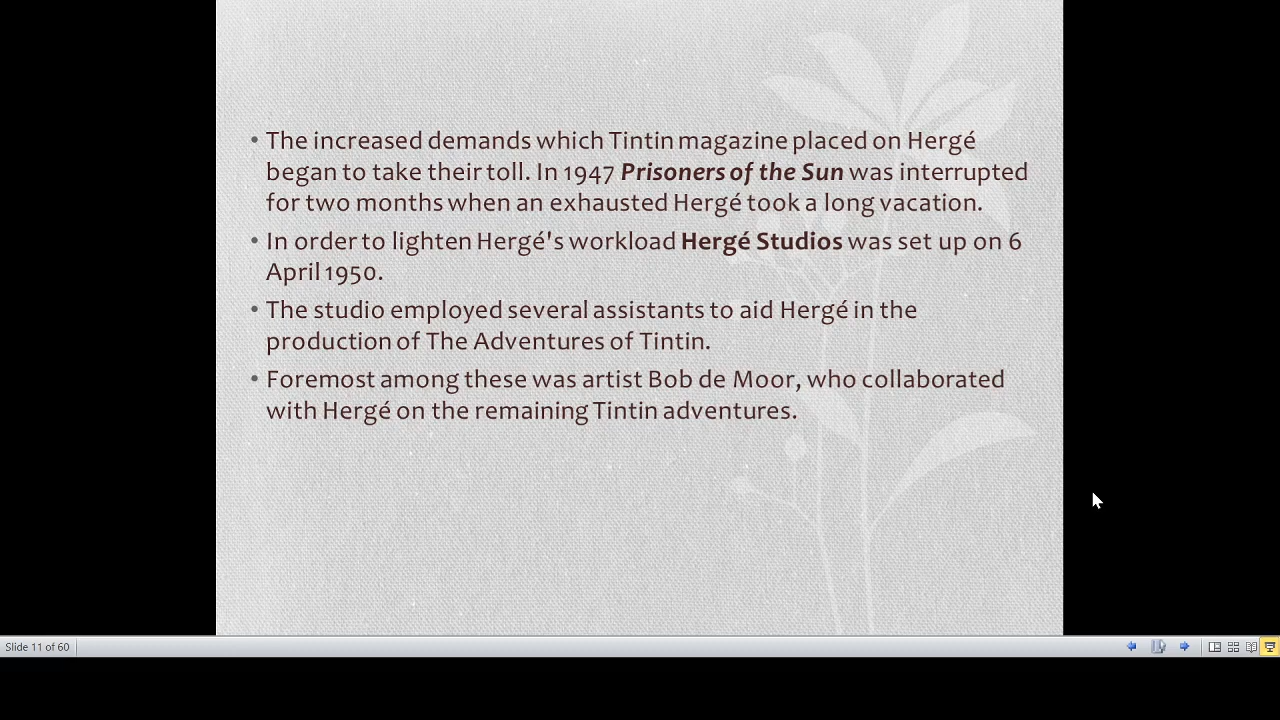 • The increased demands which Tintin magazine placed on Hergé
began to take their toll. In 1947 Prisoners of the Sun was interrupted
for two months when an exhausted Hergé took a long vacation.
• In order to lighten Hergé's workload Hergé Studios was set up on 6
April 1950.
• The studio employed several assistants to aid Hergé in the
production of The Adventures of Tintin.
• Foremost among these was artist Bob de Moor, who collaborated
with Hergé on the remaining Tintin adventures.
Slide 11 of 60